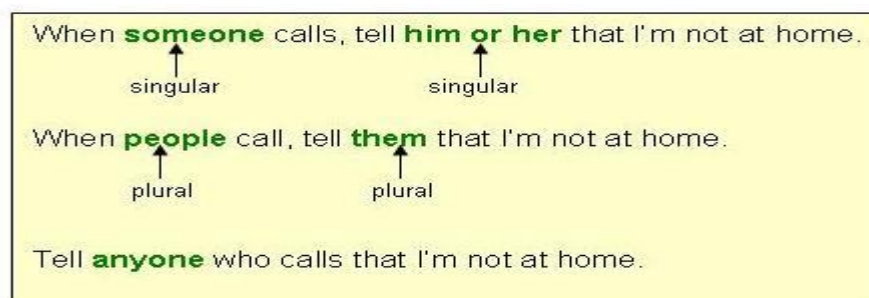 When someone calls, tell him or her that I'm not at home.
singular singular
When people call, tell them that I'm not at home.
plural plural
Tell anyone who calls that I'm not at home.